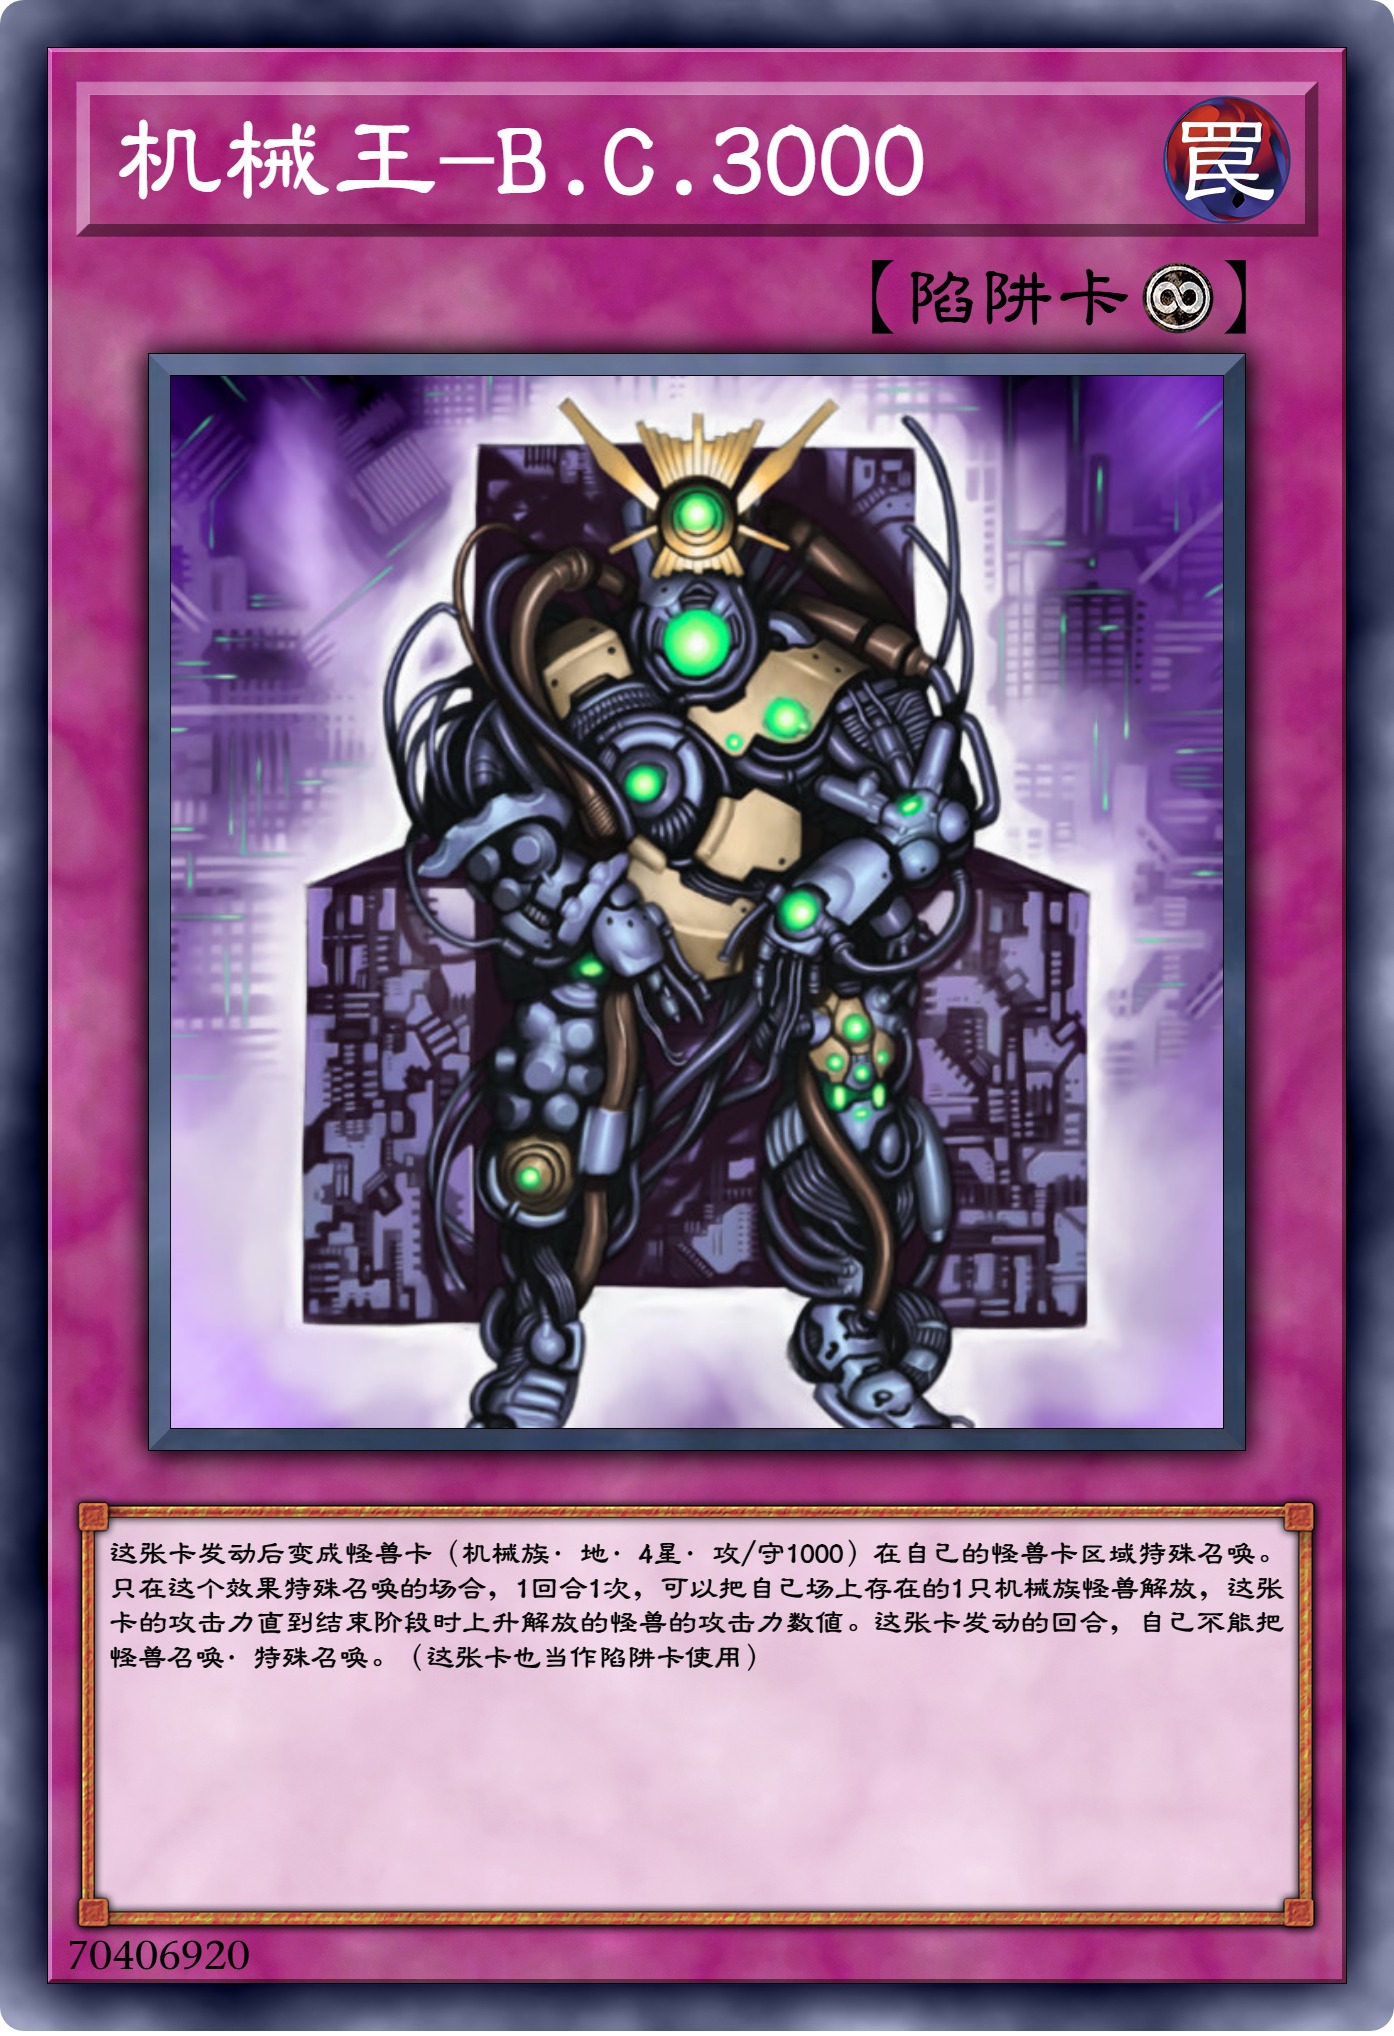 机械王-B.C.3000
罠
【陷阱卡】
这张卡发动后变成怪兽卡（机械族·地·4星·攻/守1000）在自己的怪兽卡区域特殊召唤。
只在这个效果特殊召唤的场合，1回合1次，可以把自己场上存在的1只机械族怪兽解放，这张
卡的攻击力直到结束阶段时上升解放的怪兽的攻击力数值。这张卡发动的回合，自己不能把
怪兽召唤·特殊召唤。（这张卡也当作陷阱卡使用）
70406920